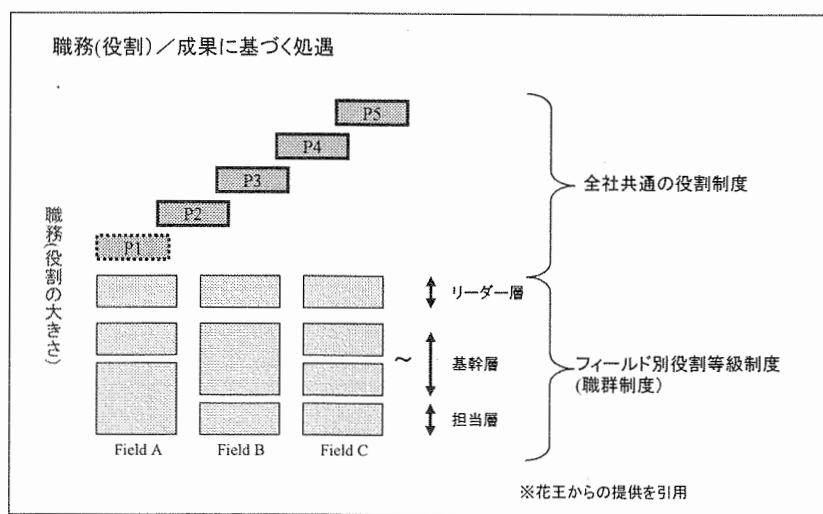 職務(役割)／成果に基づく処遇
P5
P4
P3
P2
P1
全社共通の役割制度
職務(役割の大きさ)
リーダー層
～
基幹層
担当層
フィールド別役割等級制度
(職群制度)
Field A
Field B
Field C
※花王からの提供を引用